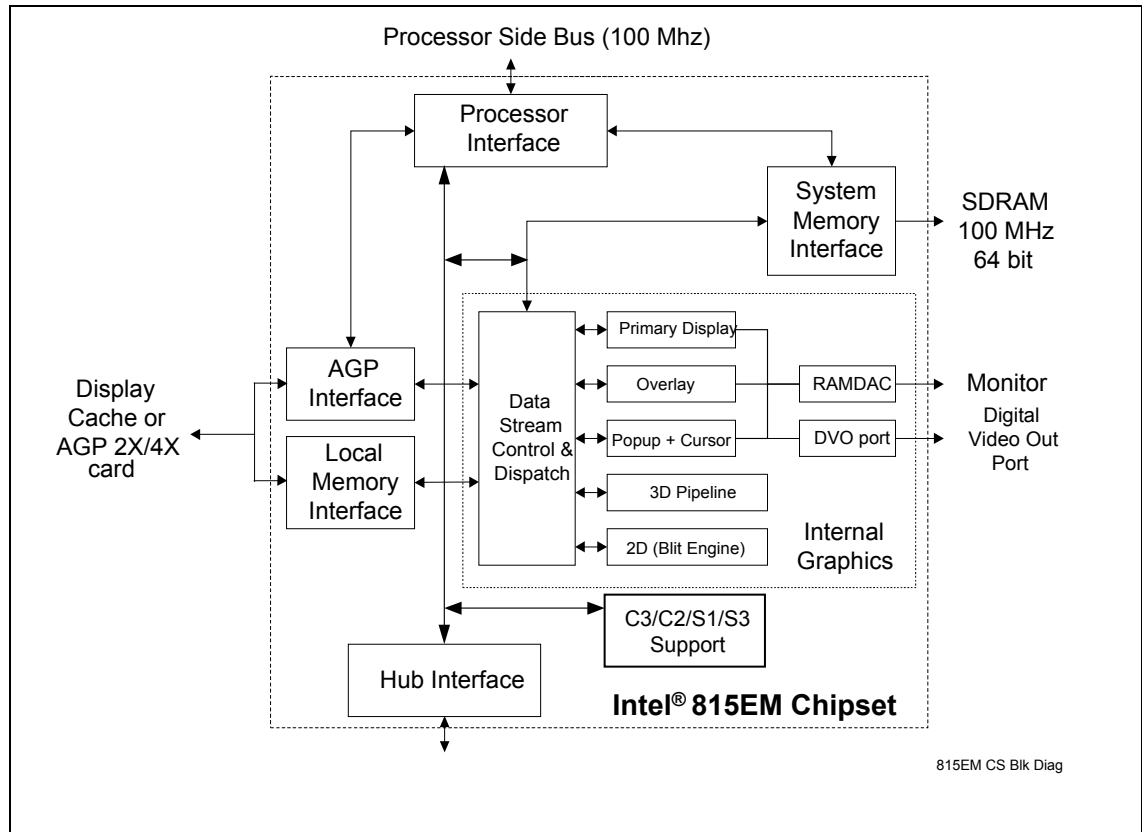 Processor Side Bus (100 Mhz)
Processor
Interface
System
Memory
Interface
SDRAM
100 MHz
64 bit
Primary Display
AGP
Interface
Display
Cache or
AGP 2X/4X
card
Overlay
RAMDAC
Monitor
Data
Stream
Control &
Dispatch
Popup + Cursor
DVO port
Digital
Video Out
Port
Local
Memory
Interface
3D Pipeline
2D (Blit Engine)
Internal
Graphics
C3/C2/S1/S3
Support
Hub Interface
Intel® 815EM Chipset
815EM CS Blk Diag